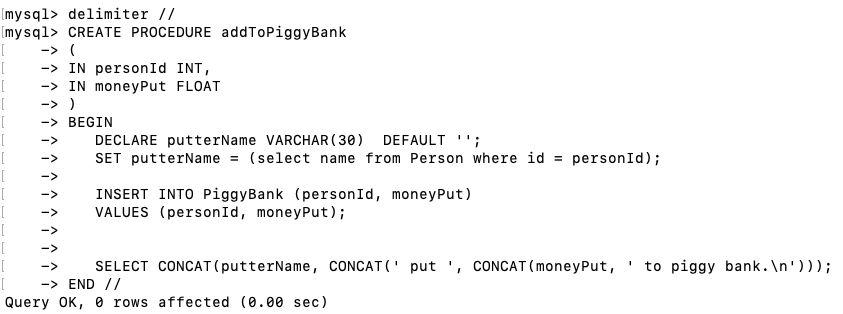 [mysql> delimiter //
[mysql> CREATE PROCEDURE addToPiggyBank
[    -> (
[    -> IN personId INT,
[    -> IN moneyPut FLOAT
[    -> )
[    -> BEGIN
[    ->    DECLARE putterName VARCHAR(30)  DEFAULT '';
[    ->    SET putterName = (select name from Person where id = personId);
[    ->
[    ->    INSERT INTO PiggyBank (personId, moneyPut)
[    ->    VALUES (personId, moneyPut);
[    ->
[    ->
[    ->    SELECT CONCAT(putterName, CONCAT(' put ', CONCAT(moneyPut, ' to piggy bank.\n')));
[    -> END //
Query OK, 0 rows affected (0.00 sec)